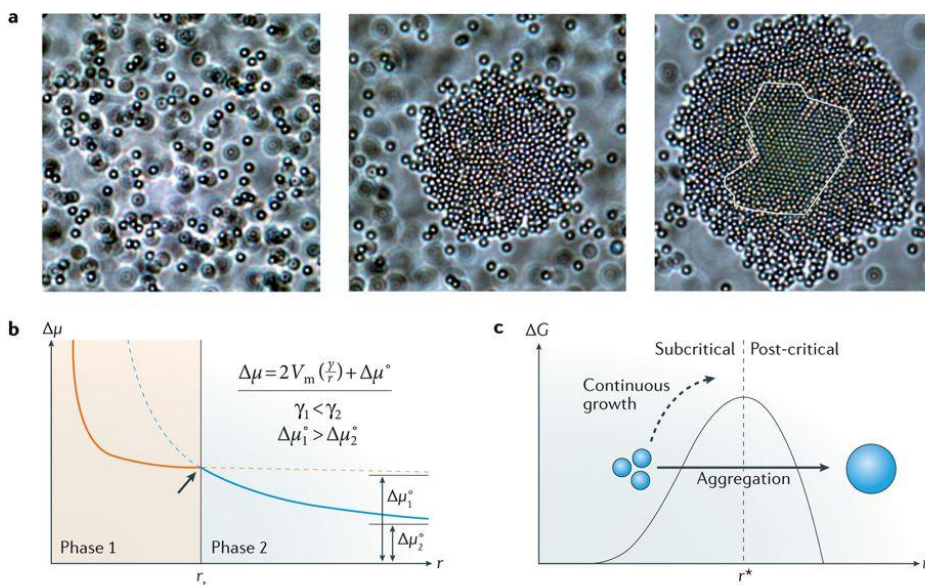 a
b
Δμ
Δμ = 2V_m(γ/r) + Δμ°
γ₁ < γ₂
Δμ₁° > Δμ₂°
Δμ₁°
Δμ₂°
Phase 1
Phase 2
r
rₓ
c
ΔG
Subcritical
Post-critical
Continuous
growth
Aggregation
r*
r